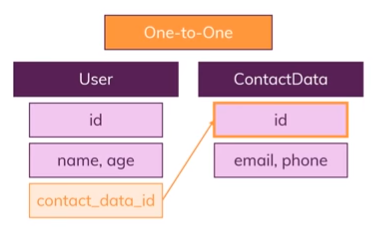 One-to-One
User
id
name, age
contact_data_id
ContactData
id
email, phone